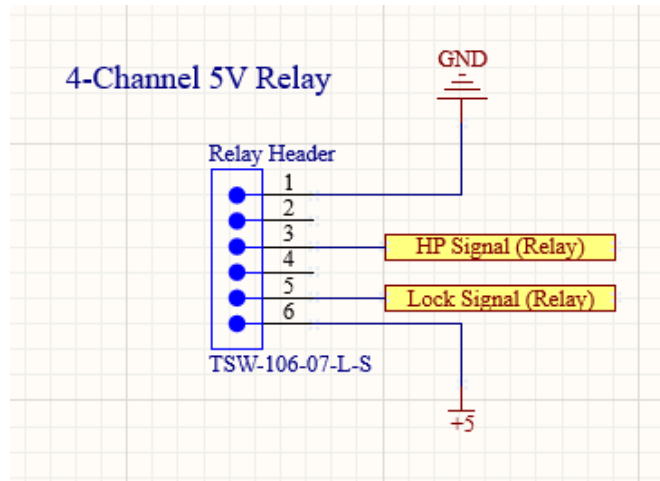 GND
4-Channel 5V Relay
Relay Header
1
2
3
HP Signal (Relay)
4
5
Lock Signal (Relay)
6
TSW-106-07-L-S
+5